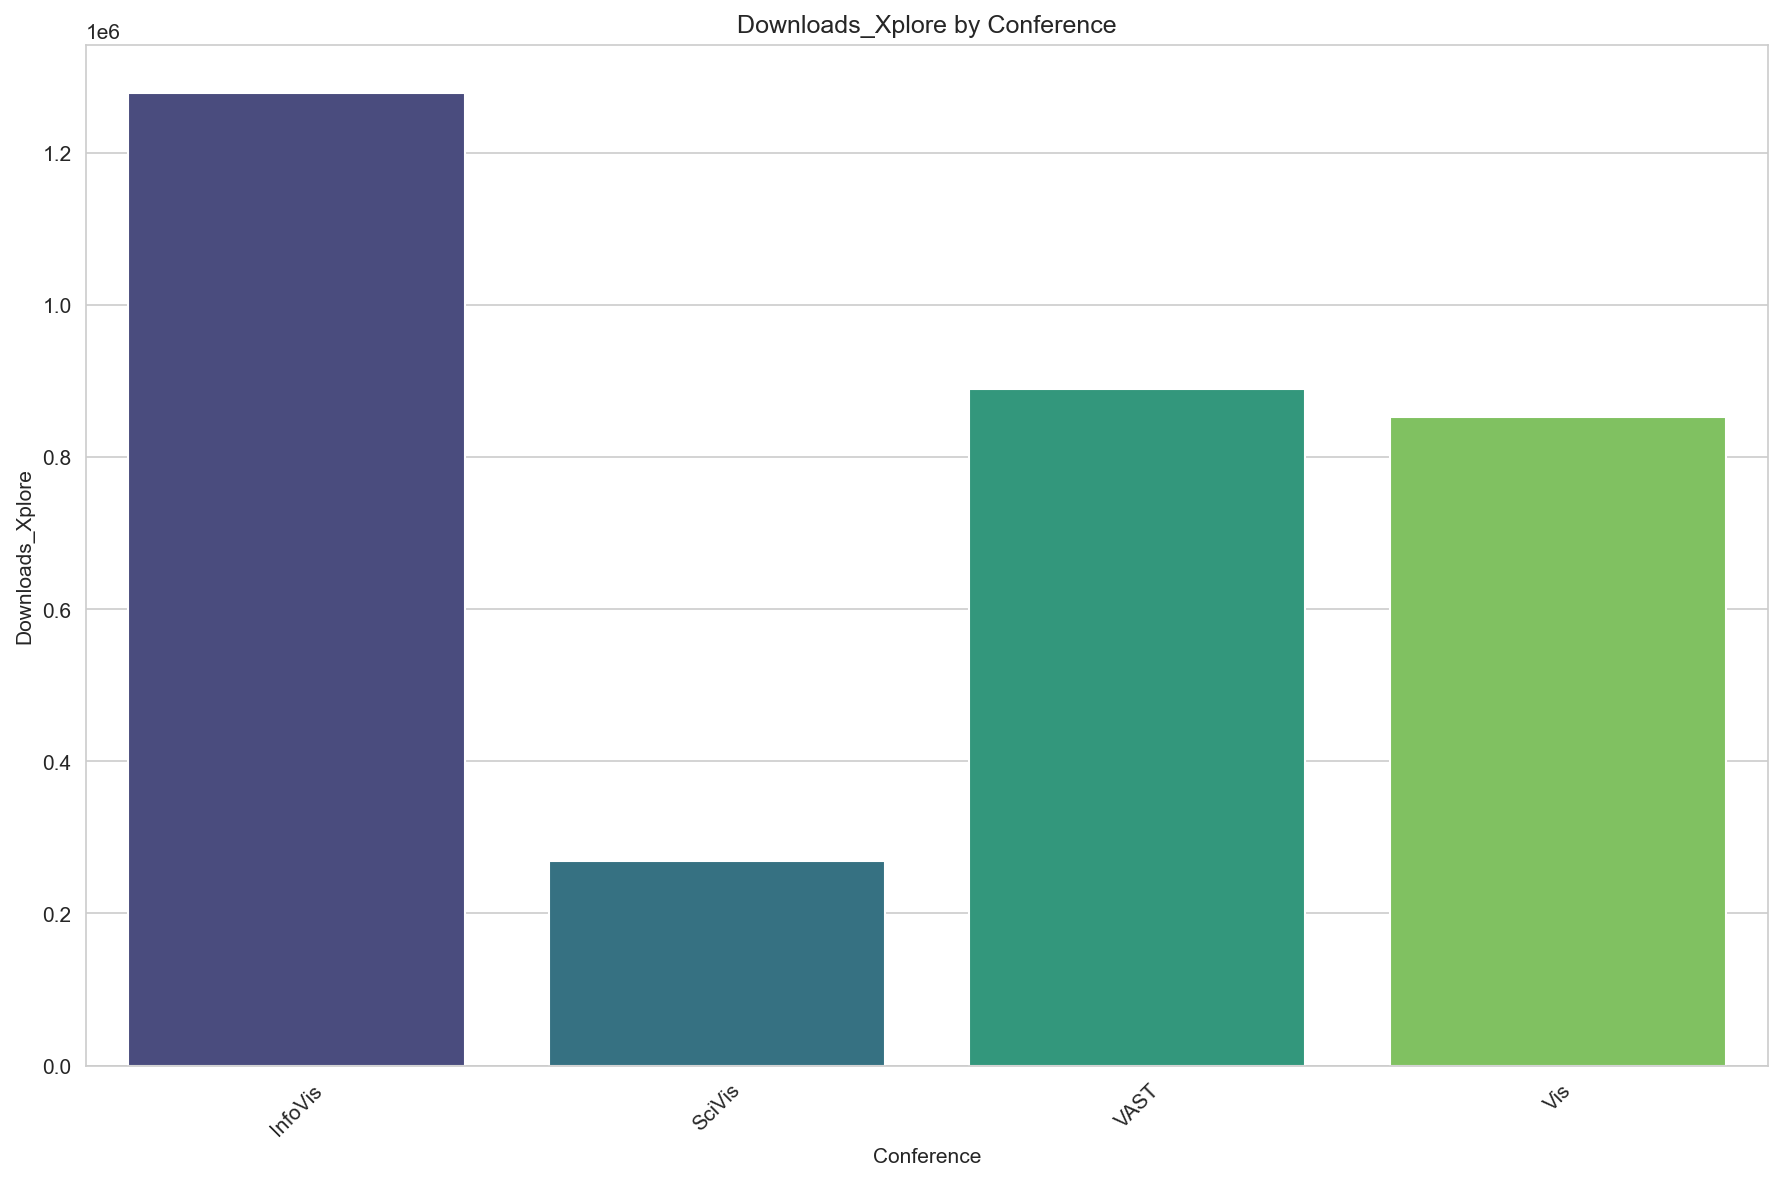 Downloads_Xplore by Conference
1e6
1.2
1.0
0.8
0.6
0.4
0.2
0.0
Downloads_Xplore
InfoVis
SciVis
VAST
Vis
Conference